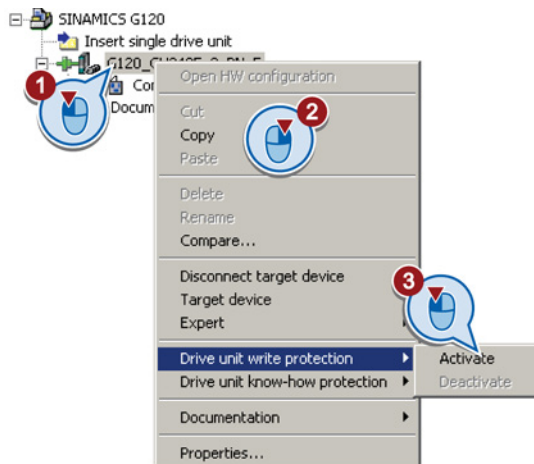 SINAMICS G120
Insert single drive unit
1
Open HW configuration
Docum
Cut
2
Copy
Paste
Delete
Rename
Compare...
Disconnect target device
3
Target device
Expert
Drive unit write protection
Activate
Drive unit know-how protection
Deactivate
Documentation
Properties...